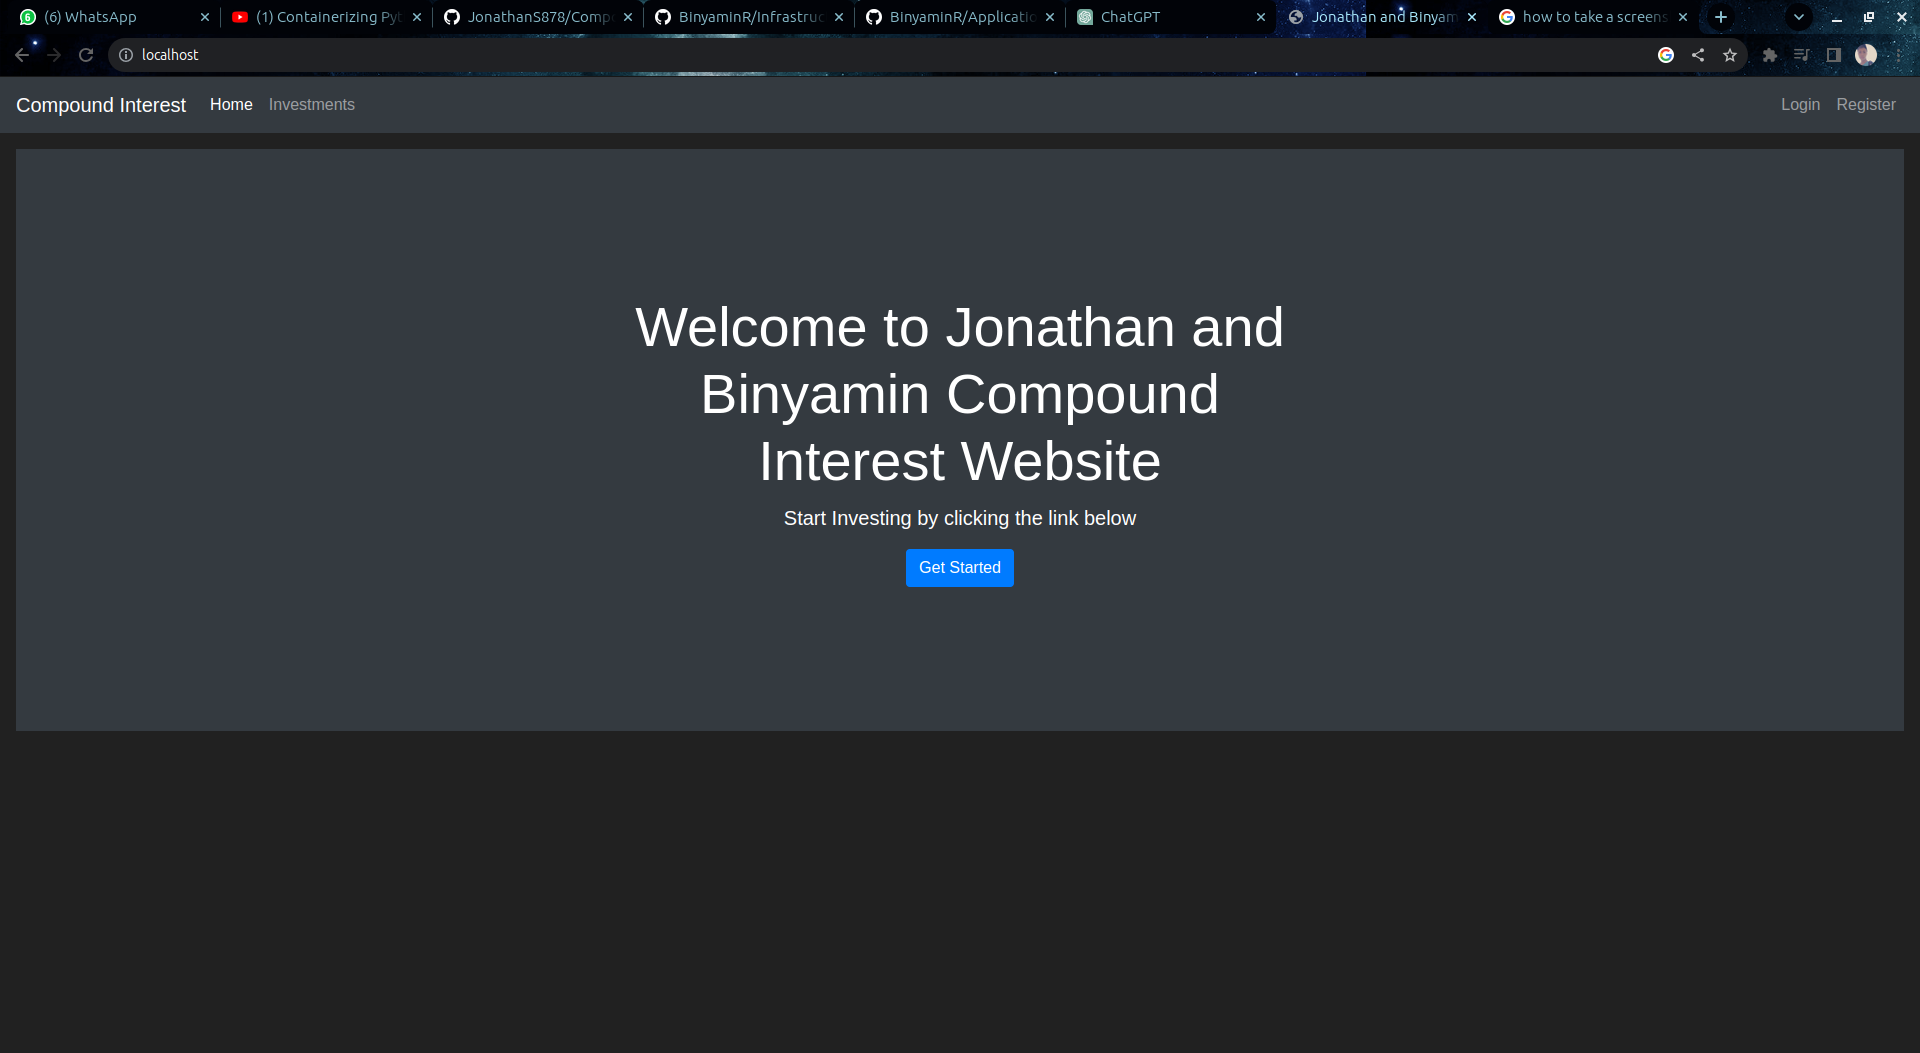 (6) WhatsApp
(1) Containerizing Pyt
JonathanS878/Compo
BinyaminR/Infrastruc
BinyaminR/Applicatio
ChatGPT
Jonathan and Binyam
how to take a screens
localhost
Compound Interest
Home
Investments
Login
Register
Welcome to Jonathan and
Binyamin Compound
Interest Website
Start Investing by clicking the link below
Get Started